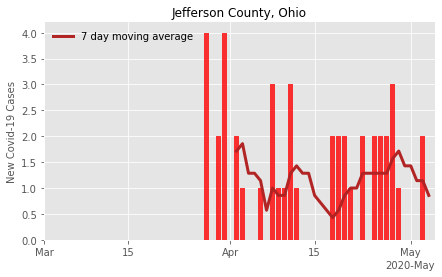 Jefferson County, Ohio
7 day moving average
New Covid-19 Cases
4.0
3.5
3.0
2.5
2.0
1.5
1.0
0.5
0.0
Mar 15 Apr 15 May
2020-May